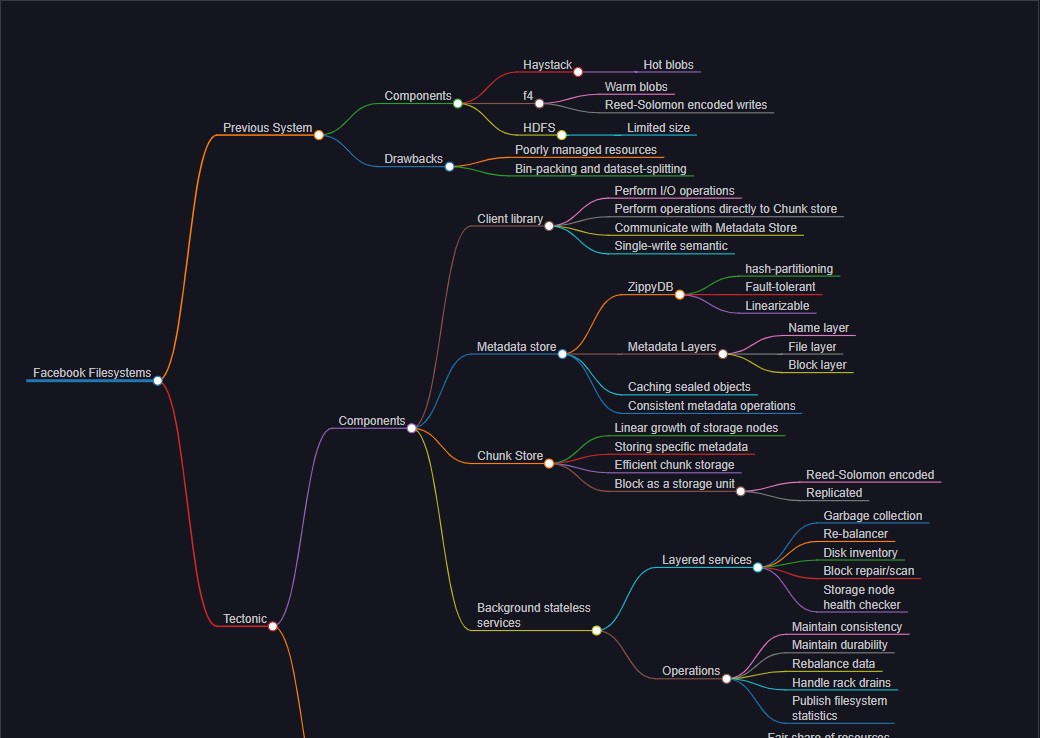 Haystack
Hot blobs
Components
f4
Warm blobs
Reed-Solomon encoded writes
Previous System
HDFS
Limited size
Drawbacks
Poorly managed resources
Bin-packing and dataset-splitting
Client library
Perform I/O operations
Perform operations directly to Chunk store
Communicate with Metadata Store
Single-write semantic
ZippyDB
hash-partitioning
Fault-tolerant
Linearizable
Metadata store
Metadata Layers
Name layer
File layer
Block layer
Facebook Filesystems
Caching sealed objects
Consistent metadata operations
Components
Chunk Store
Linear growth of storage nodes
Storing specific metadata
Efficient chunk storage
Block as a storage unit
Reed-Solomon encoded
Replicated
Layered services
Garbage collection
Re-balancer
Disk inventory
Block repair/scan
Storage node
health checker
Background stateless
services
Tectonic
Operations
Maintain consistency
Maintain durability
Rebalance data
Handle rack drains
Publish filesystem
statistics
Fair share of resources